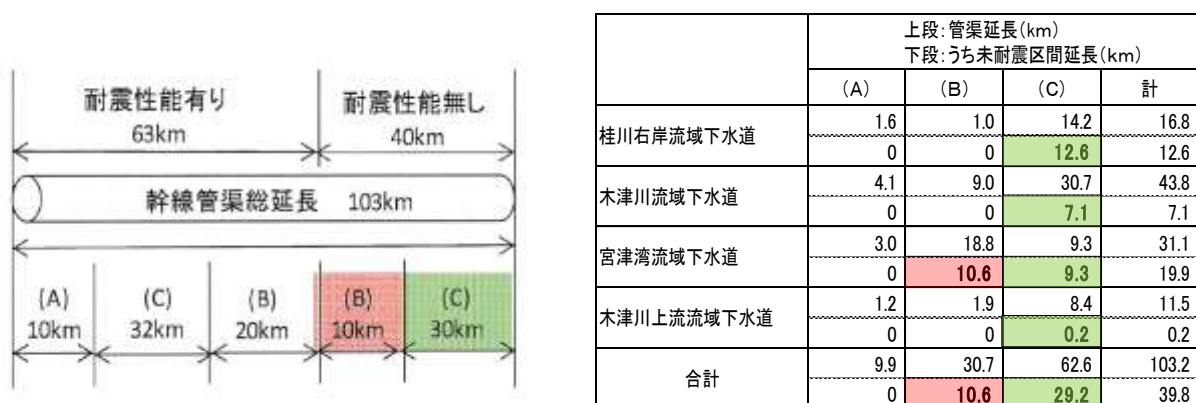 耐震性能有り
63km
耐震性能無し
40km
幹線管渠総延長 103km
(A)
10km
(C)
32km
(B)
20km
(B)
10km
(C)
30km
上段:管渠延長(km)
下段:うち未耐震区間延長(km)
(A) (B) (C) 計
桂川右岸流域下水道
1.6 1.0 14.2 16.8
0 0 12.6 12.6
木津川流域下水道
4.1 9.0 30.7 43.8
0 0 7.1 7.1
宮津湾流域下水道
3.0 18.8 9.3 31.1
0 10.6 9.3 19.9
木津川上流流域下水道
1.2 1.9 8.4 11.5
0 0 0.2 0.2
合計
9.9 30.7 62.6 103.2
0 10.6 29.2 39.8